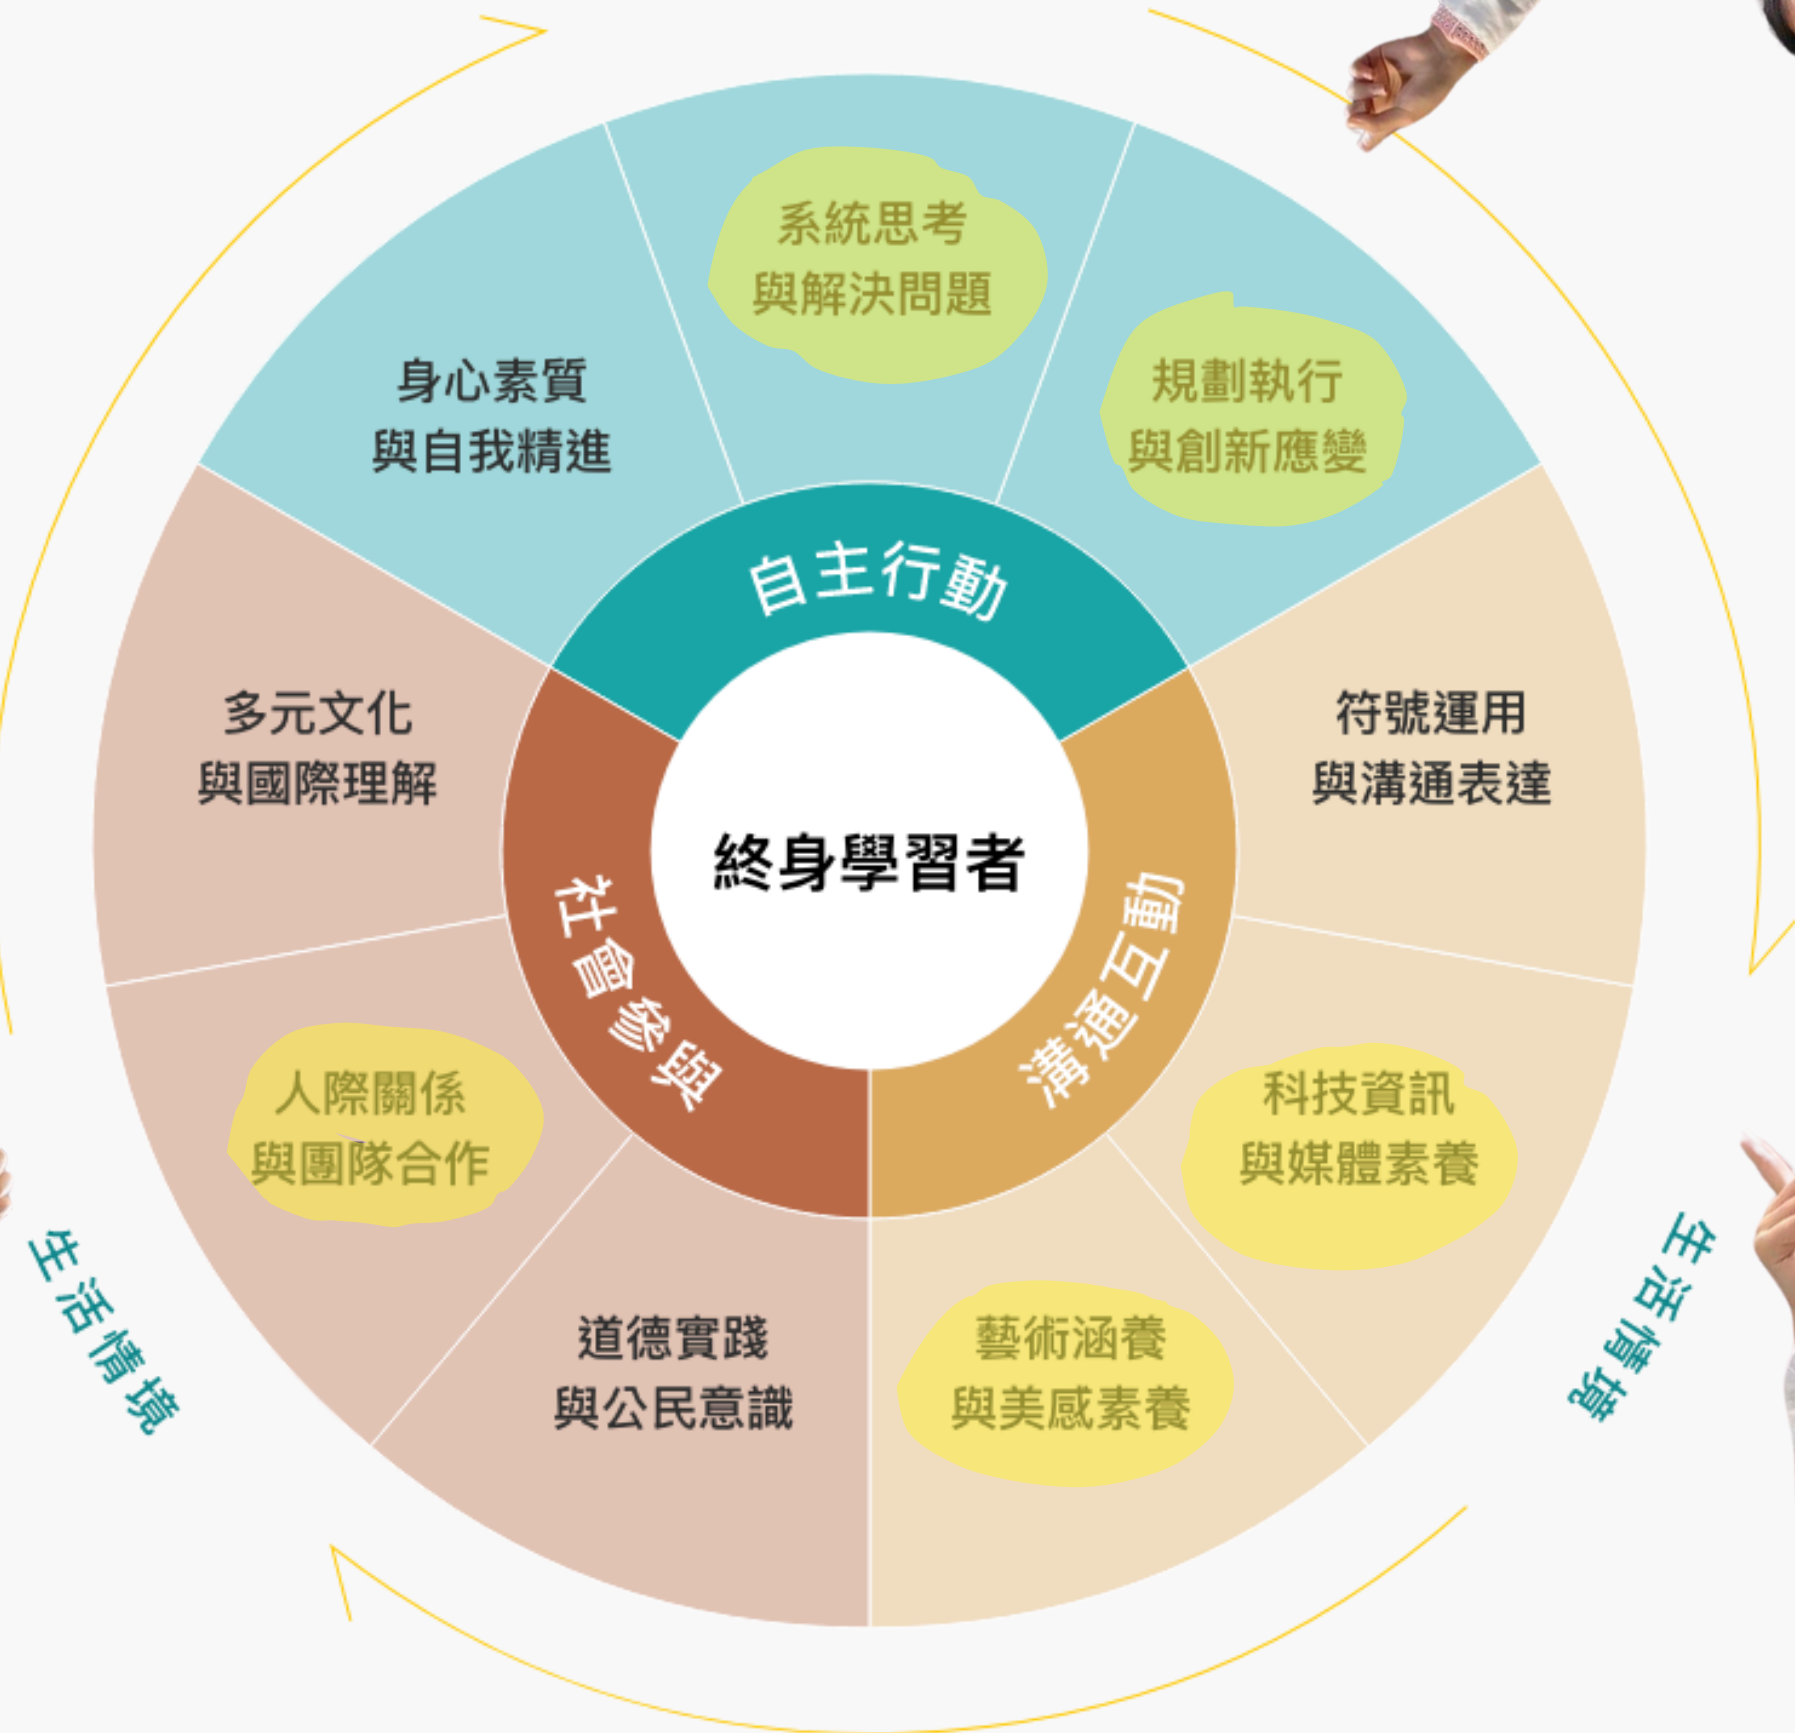 系統思考
與解決問題
規劃執行
與創新應變
身心素質
與自我精進
自主行動
多元文化
與國際理解
符號運用
與溝通表達
終身學習者
社會參與
溝通互動
人際關係
與團隊合作
科技資訊
與媒體素養
道德實踐
與公民意識
藝術涵養
與美感素養
生活情境
生活情境